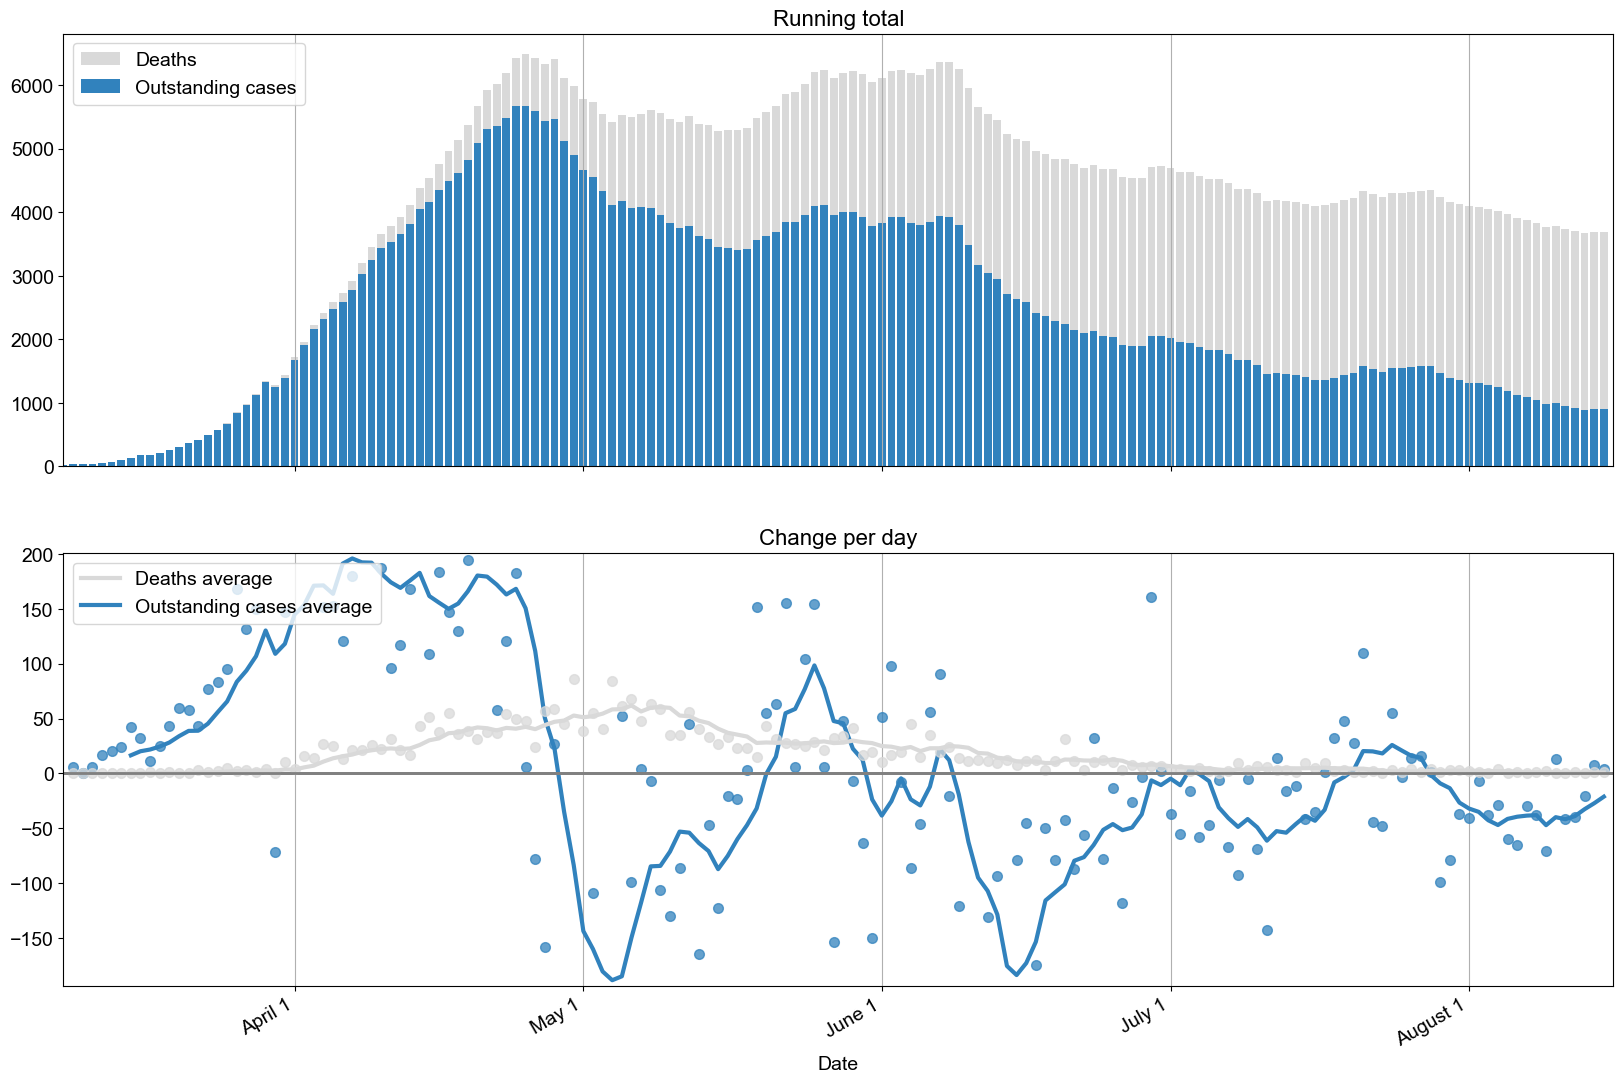 Running total
Deaths
Outstanding cases
6000
5000
4000
3000
2000
1000
0
Change per day
Deaths average
Outstanding cases average
200
150
100
50
0
−50
−100
−150
April 1
May 1
June 1
July 1
August 1
Date